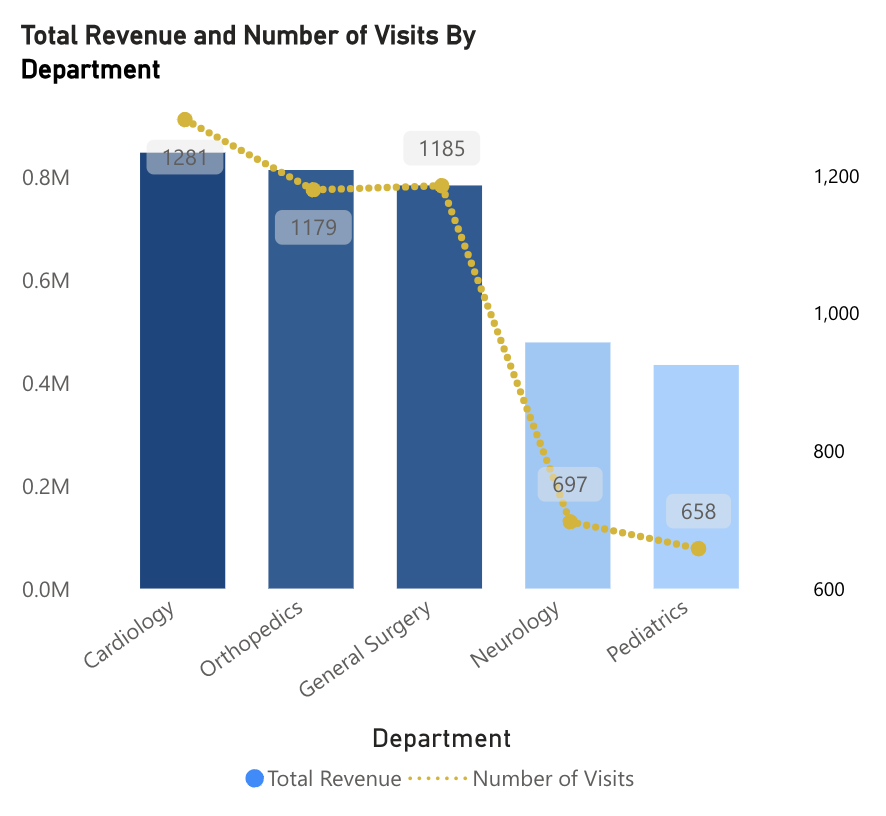 Total Revenue and Number of Visits By
Department
1281
1179
1185
697
658
0.8M
0.6M
0.4M
0.2M
0.0M
1,200
1,000
800
600
Cardiology
Orthopedics
General Surgery
Neurology
Pediatrics
Department
Total Revenue
Number of Visits